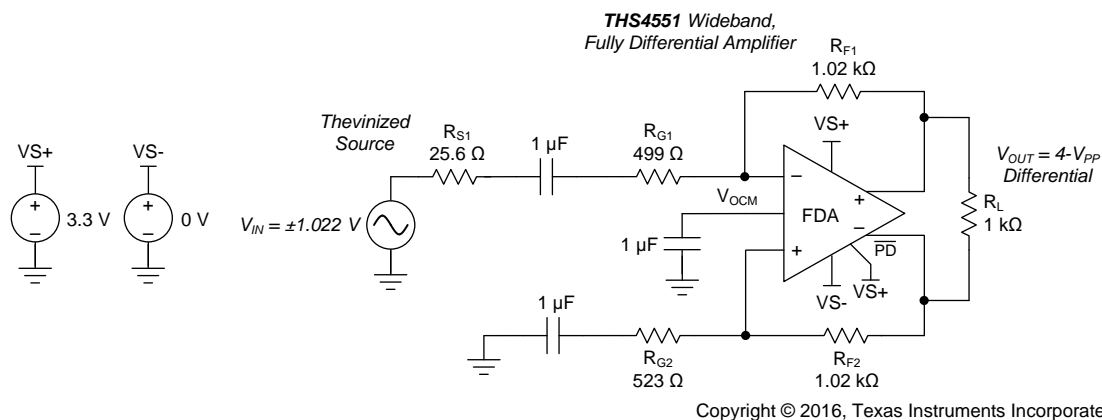 THS4551 Wideband,
Fully Differential Amplifier
RF1
1.02 kΩ
Thevinized
Source
RS1
25.6 Ω
1 µF
RG1
499 Ω
VS+
VS-
VS+
3.3 V
0 V
VIN = ±1.022 V
VOCM
FDA
1 µF
PD
VS-
VS+
VOUT = 4-VPP
Differential
RL
1 kΩ
1 µF
RG2
523 Ω
RF2
1.02 kΩ
Copyright © 2016, Texas Instruments Incorporate